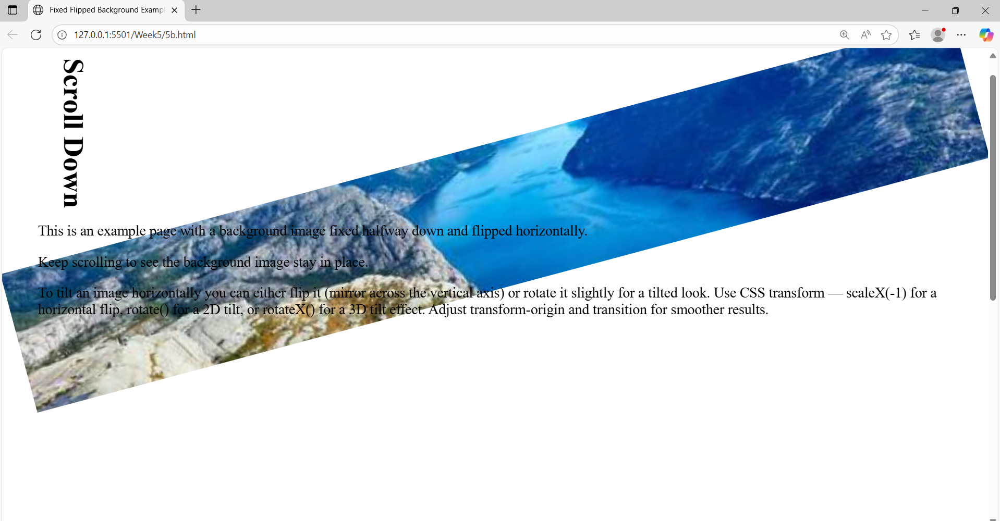 Fixed Flipped Background Exampl
127.0.0.1:5501/Week5/5b.html
Scroll Down
This is an example page with a background image fixed halfway down and flipped horizontally.
Keep scrolling to see the background image stay in place.
To tilt an image horizontally you can either flip it (mirror across the vertical axis) or rotate it slightly for a tilted look. Use CSS transform — scaleX(-1) for a
horizontal flip, rotate() for a 2D tilt, or rotateX() for a 3D tilt effect. Adjust transform-origin and transition for smoother results.